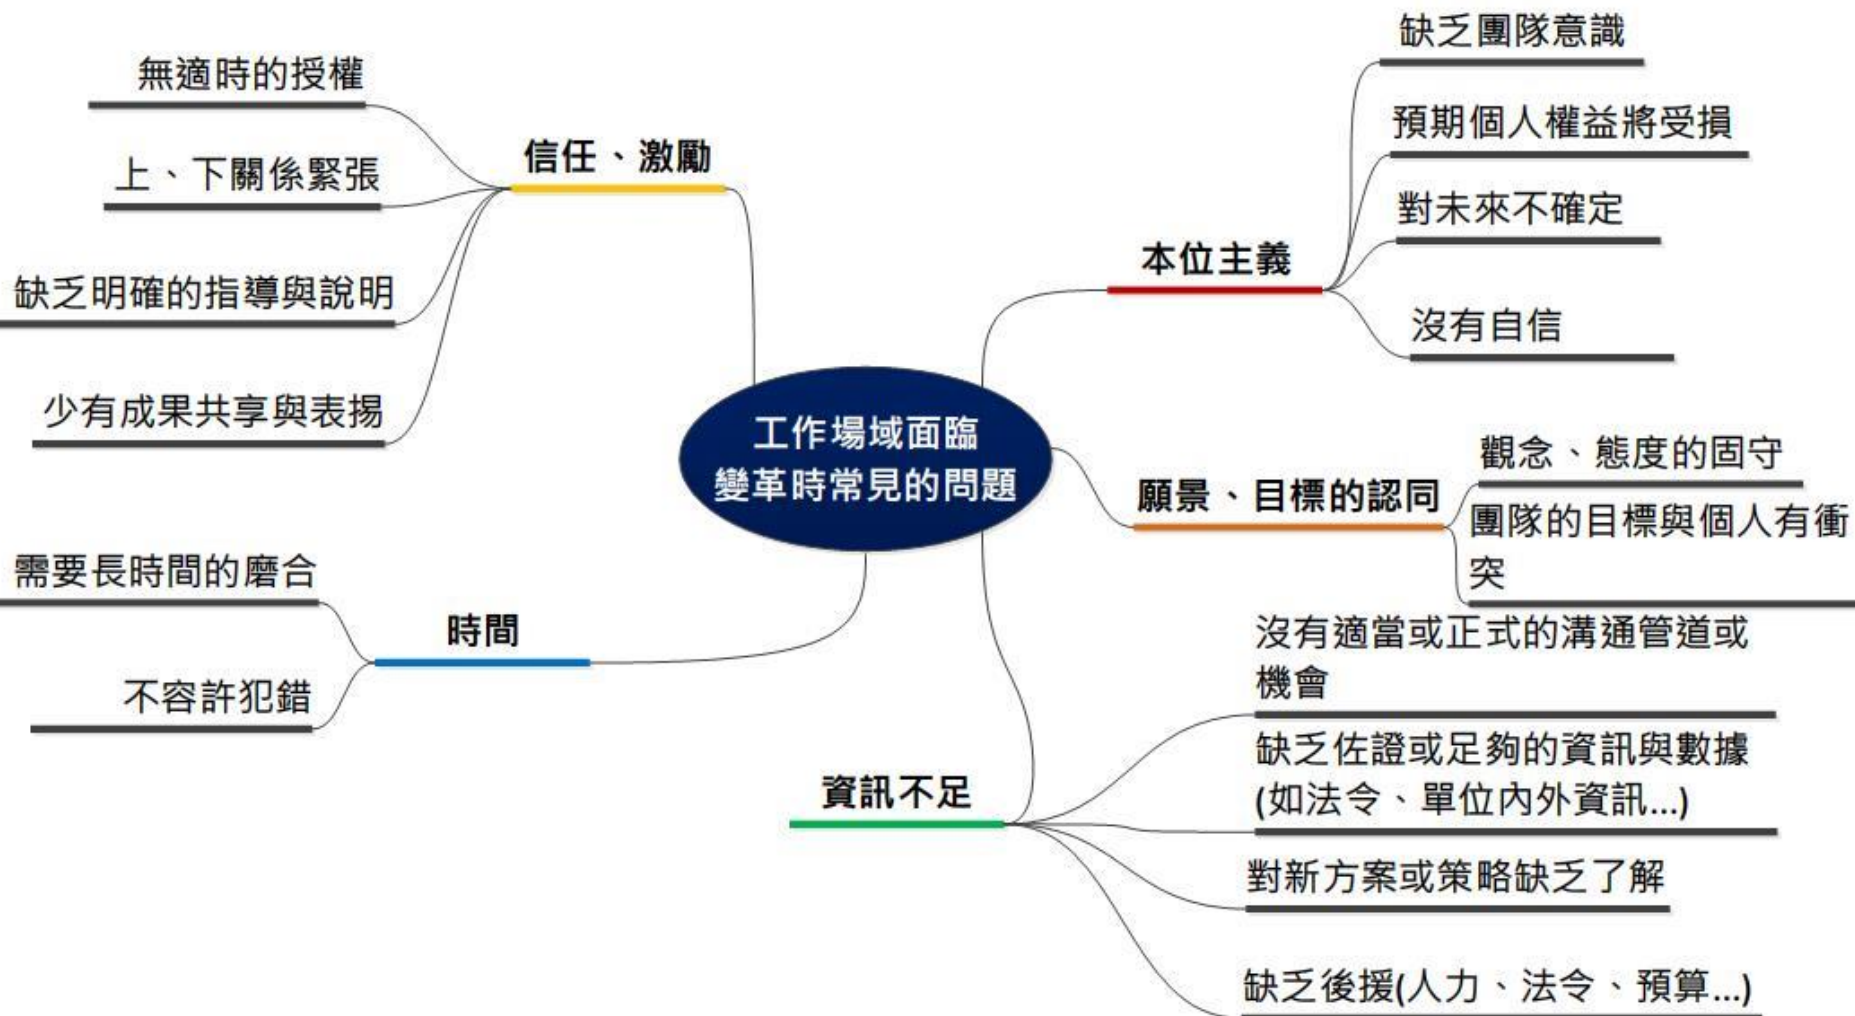 工作場域面臨
變革時常見的問題
信任、激勵
無適時的授權
上、下關係緊張
缺乏明確的指導與說明
少有成果共享與表揚
時間
需要長時間的磨合
不容許犯錯
本位主義
缺乏團隊意識
預期個人權益將受損
對未來不確定
沒有自信
願景、目標的認同
觀念、態度的固守
團隊的目標與個人有衝
突
資訊不足
沒有適當或正式的溝通管道或
機會
缺乏佐證或足夠的資訊與數據
(如法令、單位內外資訊...)
對新方案或策略缺乏了解
缺乏後援(人力、法令、預算...)